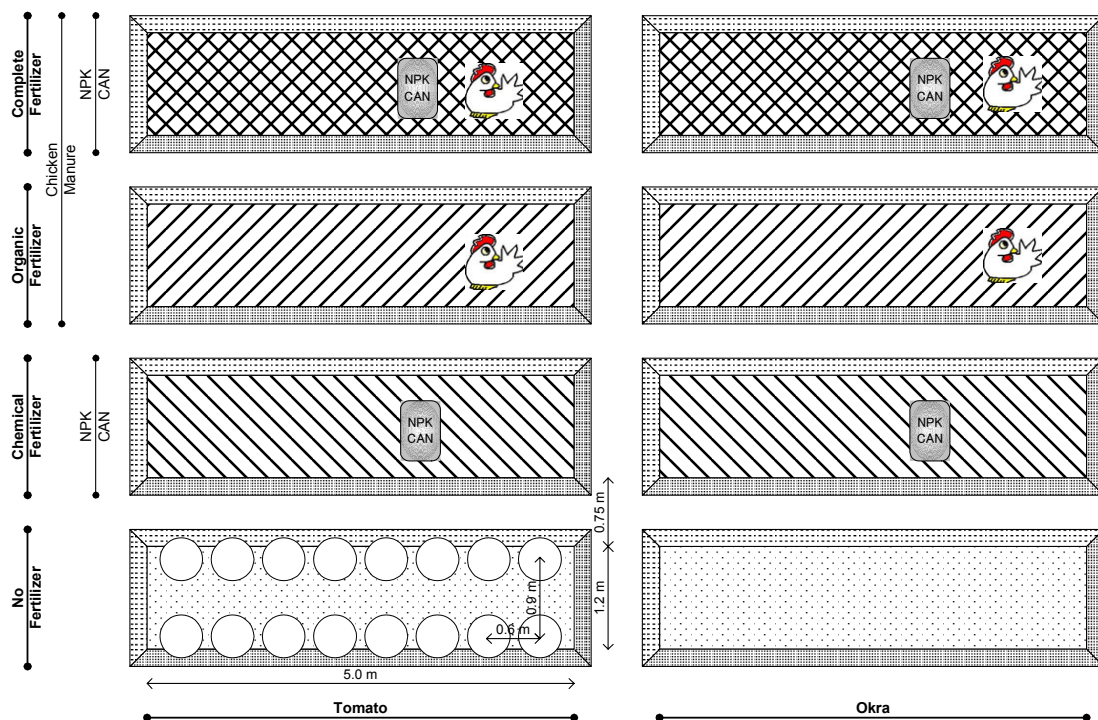 Complete
Fertilizer
Chicken
Manure
NPK
CAN
NPK
CAN
NPK
CAN
Organic
Fertilizer
Chemical
Fertilizer
NPK
CAN
NPK
CAN
NPK
CAN
0.75 m
No
Fertilizer
0.9 m
1.2 m
0.6 m
5.0 m
Tomato
Okra